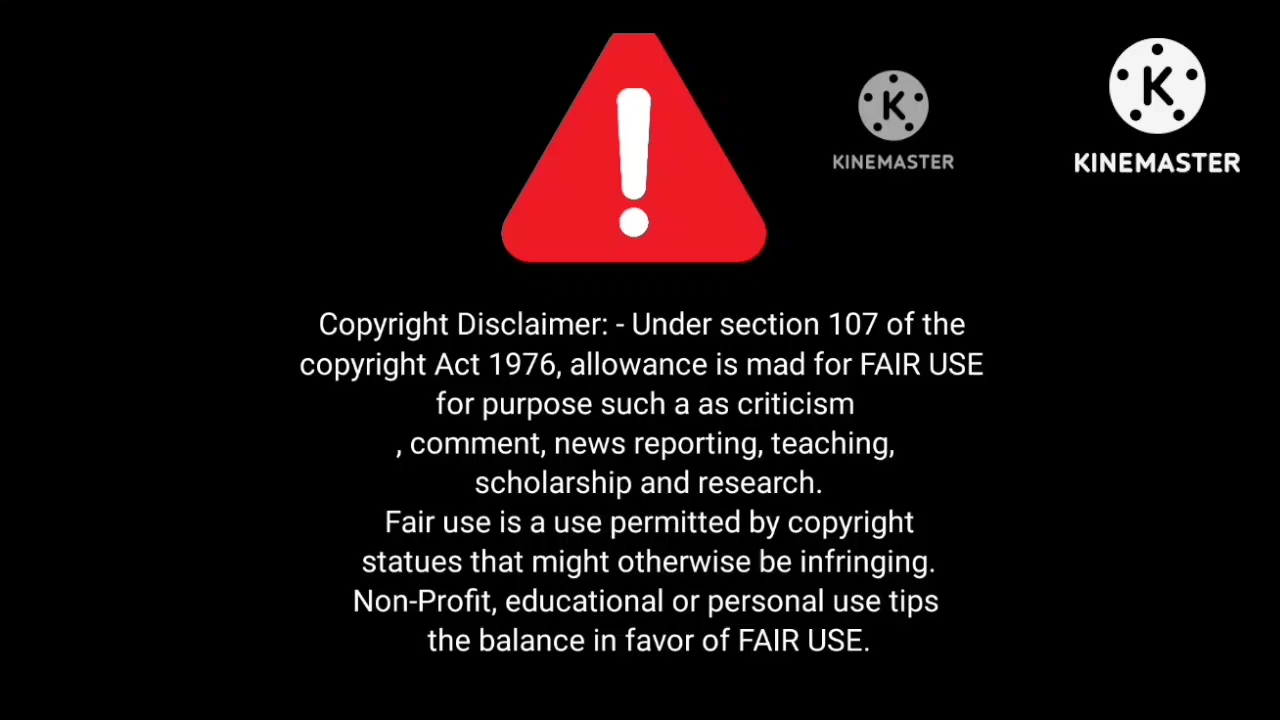 K
KINEMASTER
K
KINEMASTER
Copyright Disclaimer: - Under section 107 of the
copyright Act 1976, allowance is mad for FAIR USE
for purpose such a as criticism
, comment, news reporting, teaching,
scholarship and research.
Fair use is a use permitted by copyright
statues that might otherwise be infringing.
Non-Profit, educational or personal use tips
the balance in favor of FAIR USE.